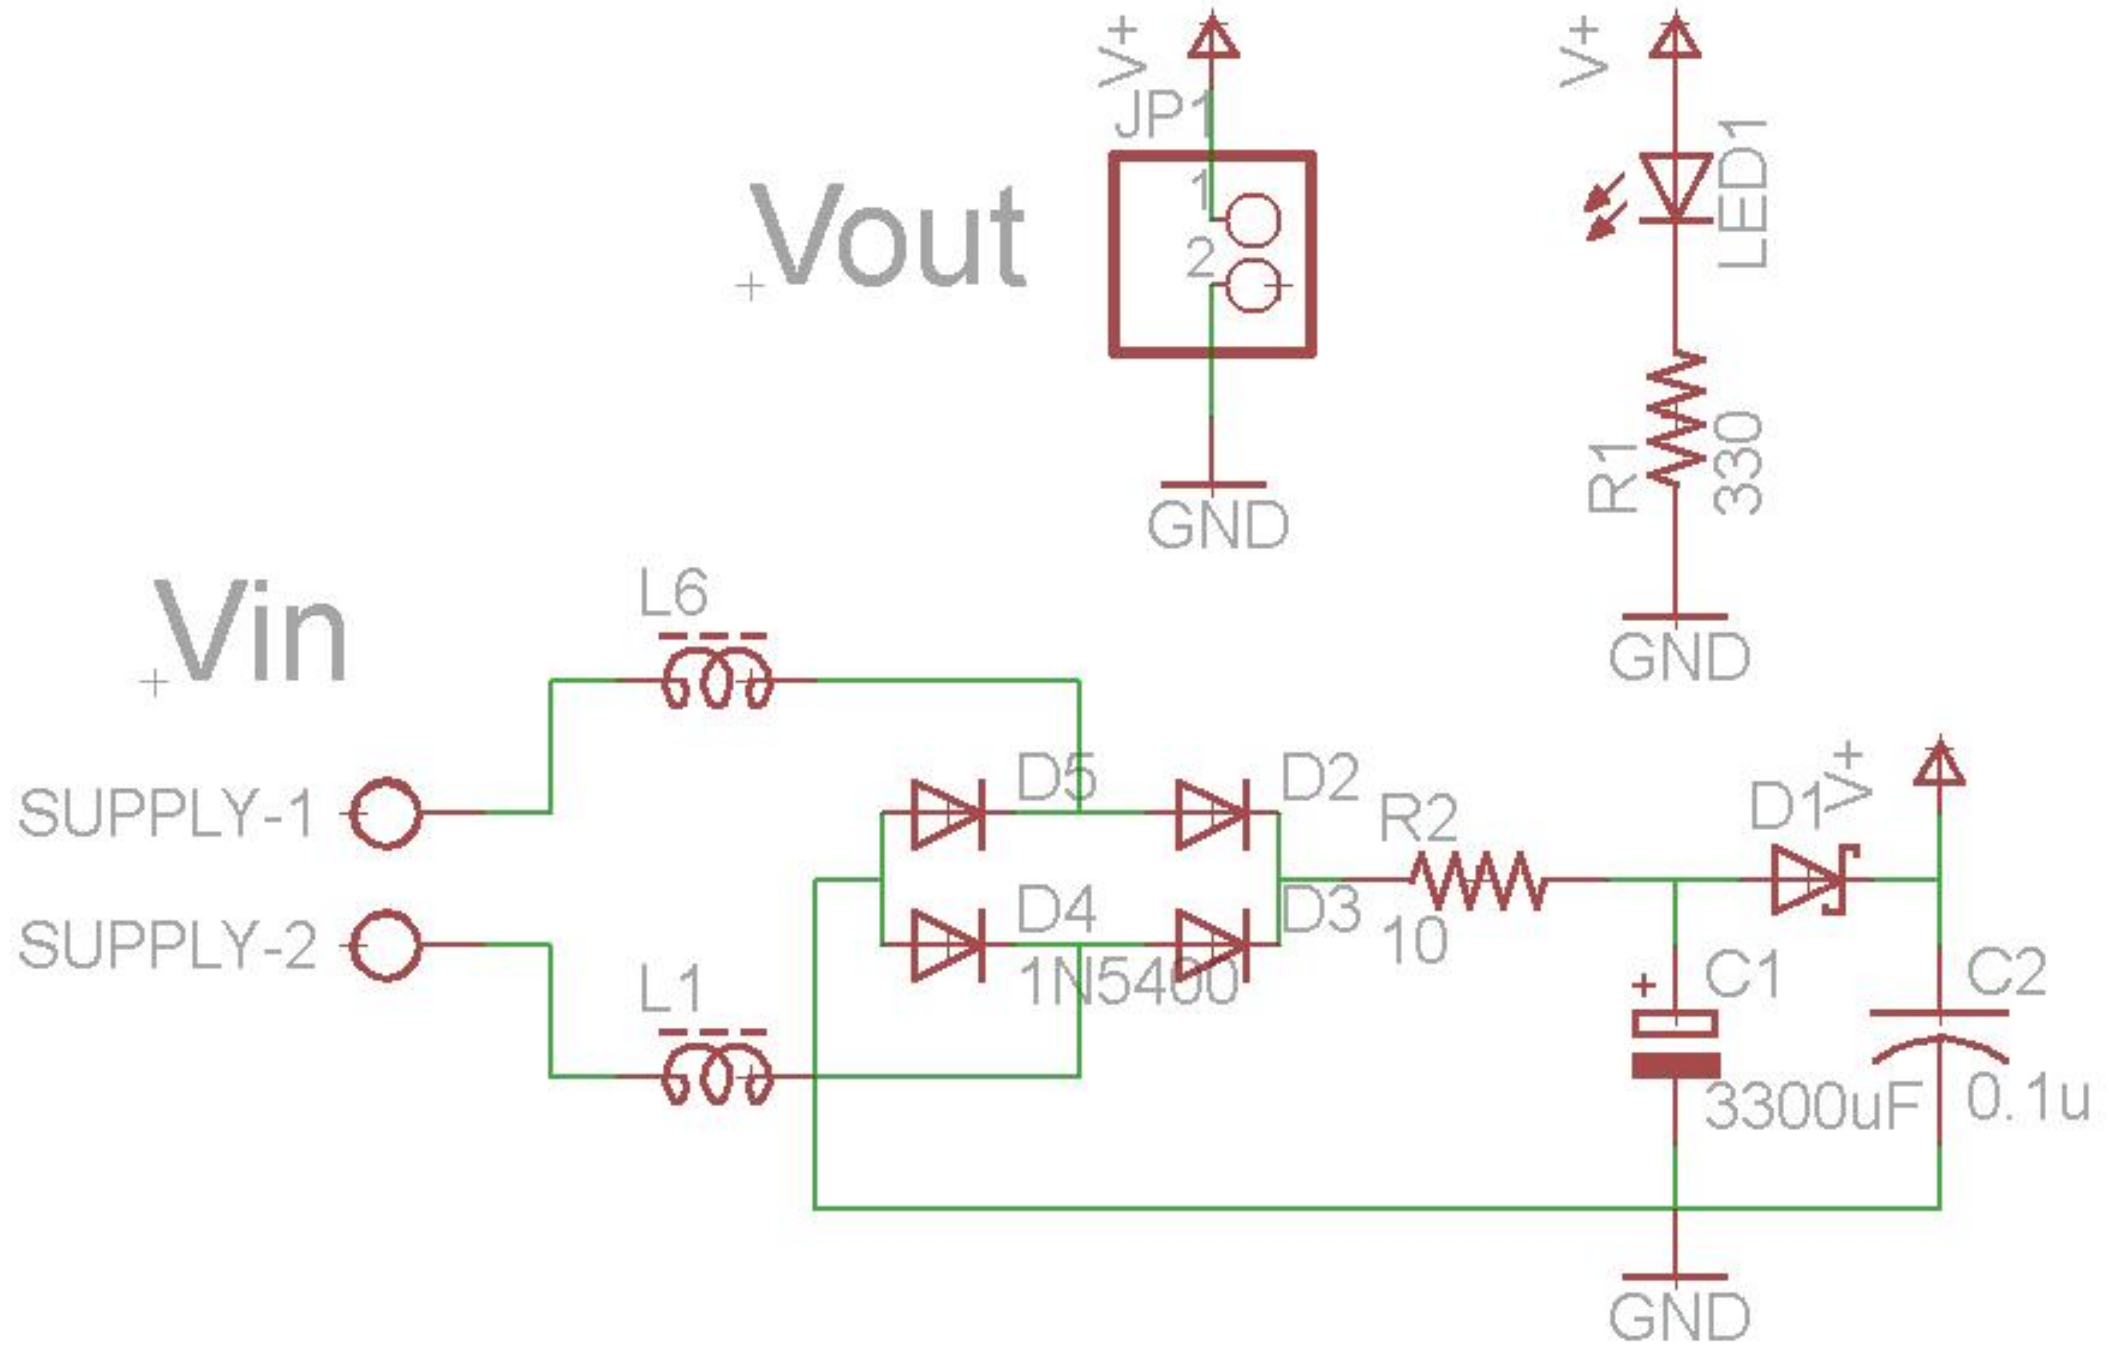 V+
JP1
1
2
Vout
GND
V+
LED1
R1
330
GND
Vin
L6
SUPPLY-1
SUPPLY-2
L1
D5
D2
D4
D3
1N5400
R2
10
D1
V+
+
C1
3300uF
C2
0.1u
GND